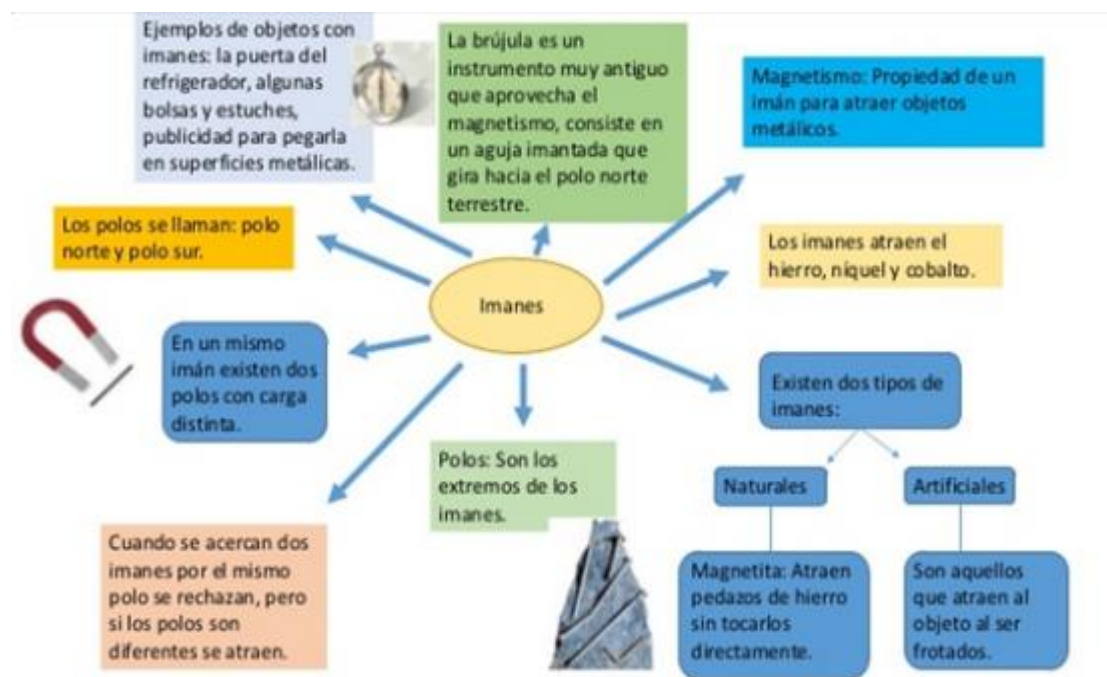 Ejemplos de objetos con
imanes: la puerta del
refrigerador, algunas
bolsas y estuches,
publicidad para pegarla
en superficies metálicas.
La brújula es un
instrumento muy antiguo
que aprovecha el
magnetismo, consiste en
un aguja imantada que
gira hacia el polo norte
terrestre.
Magnetismo: Propiedad de un
imán para atraer objetos
metálicos.
Los polos se llaman: polo
norte y polo sur.
Los imanes atraen el
hierro, níquel y cobalto.
Imanes
En un mismo
imán existen dos
polos con carga
distinta.
Existen dos tipos de
imanes:
Polos: Son los
extremos de los
imanes.
Naturales
Artificiales
Cuando se acercan dos
imanes por el mismo
polo se rechazan, pero
si los polos son
diferentes se atraen.
Magnetita: Atraen
pedazos de hierro
sin tocarlos
directamente.
Son aquellos
que atraen al
objeto al ser
frotados.